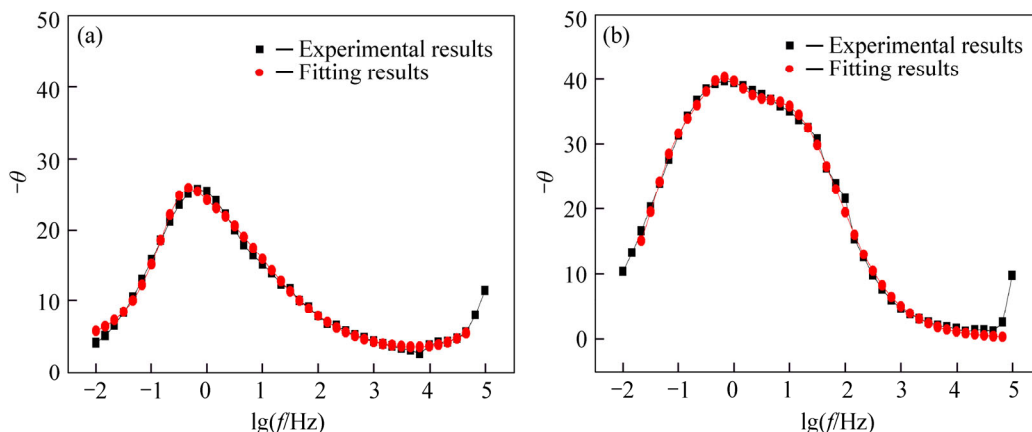 50
(a)
— Experimental results
— Fitting results
40
30
20
10
0
−θ
−2 −1 0 1 2 3 4 5
lg(f/Hz)
50
(b)
— Experimental results
— Fitting results
40
30
20
10
0
−θ
−2 −1 0 1 2 3 4 5
lg(f/Hz)